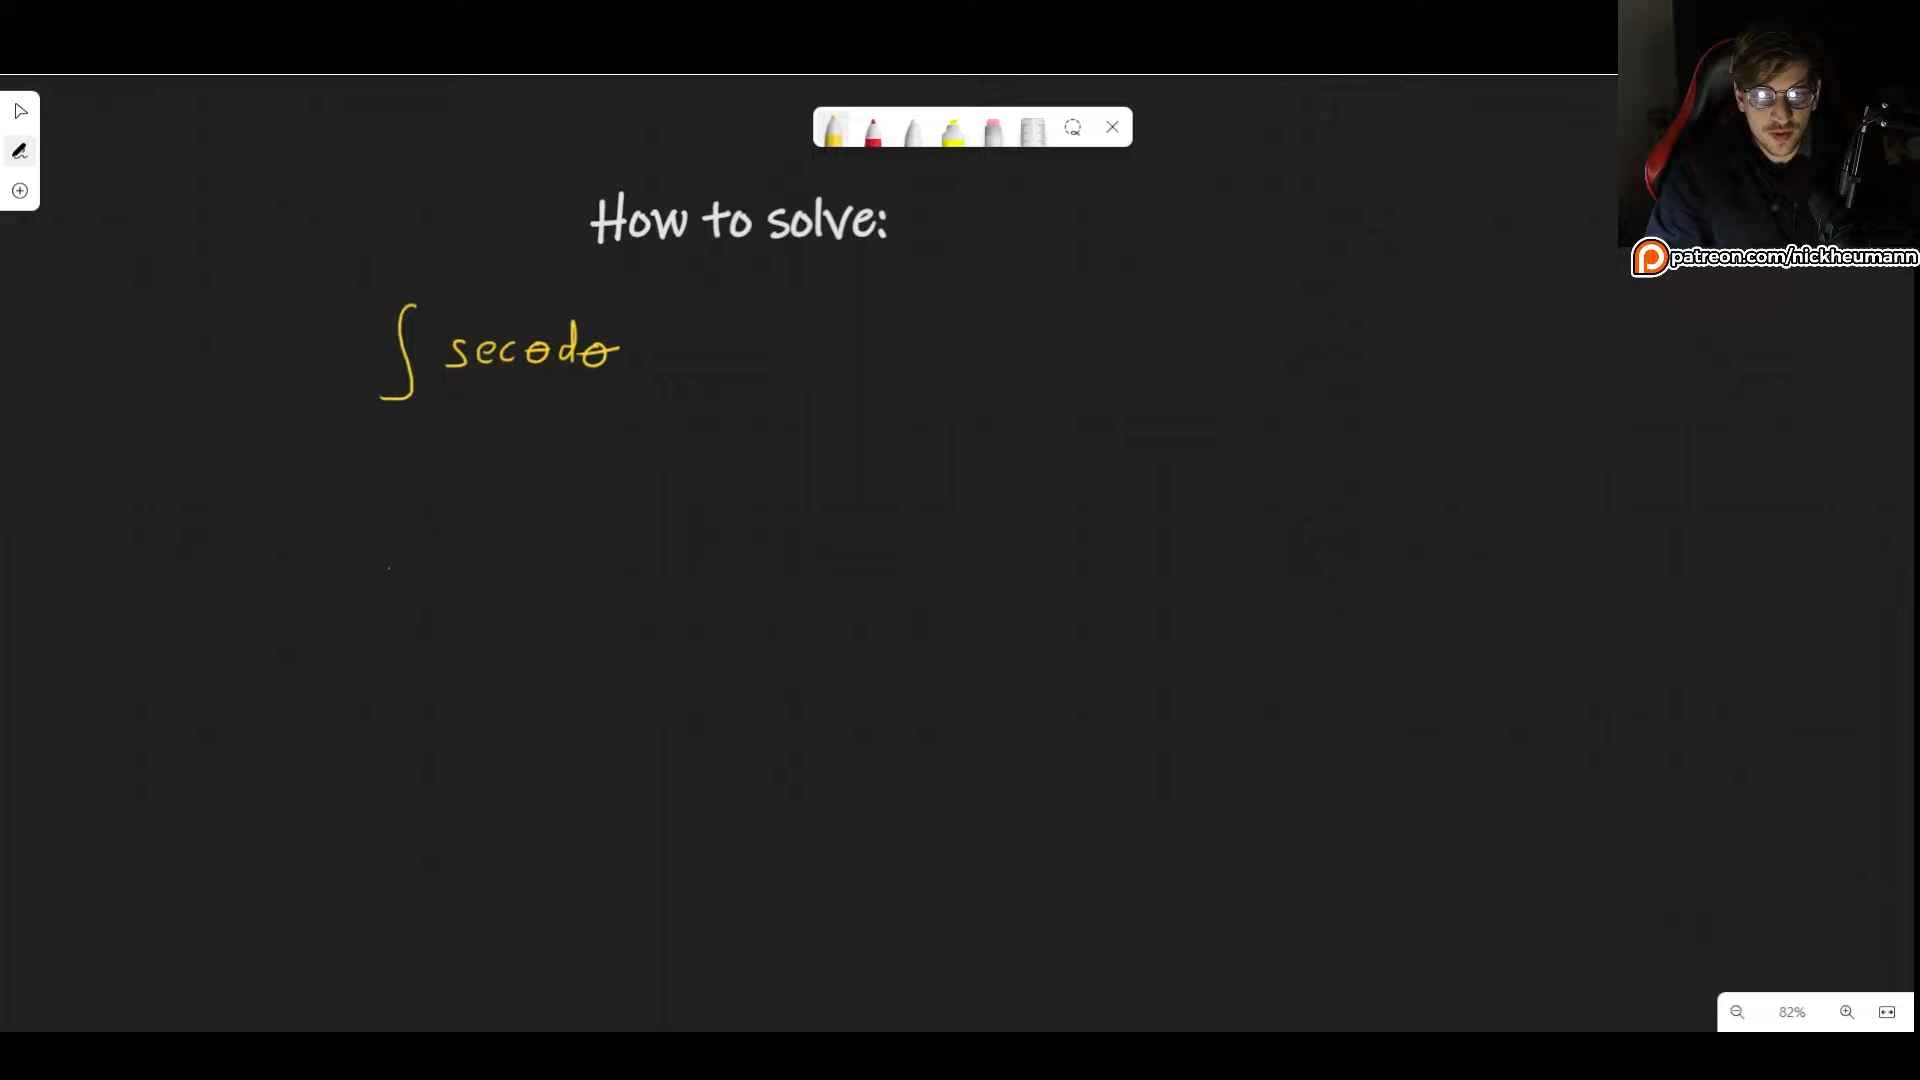 patreon.com/nickheumann
How to solve:
∫ secθdθ
82%